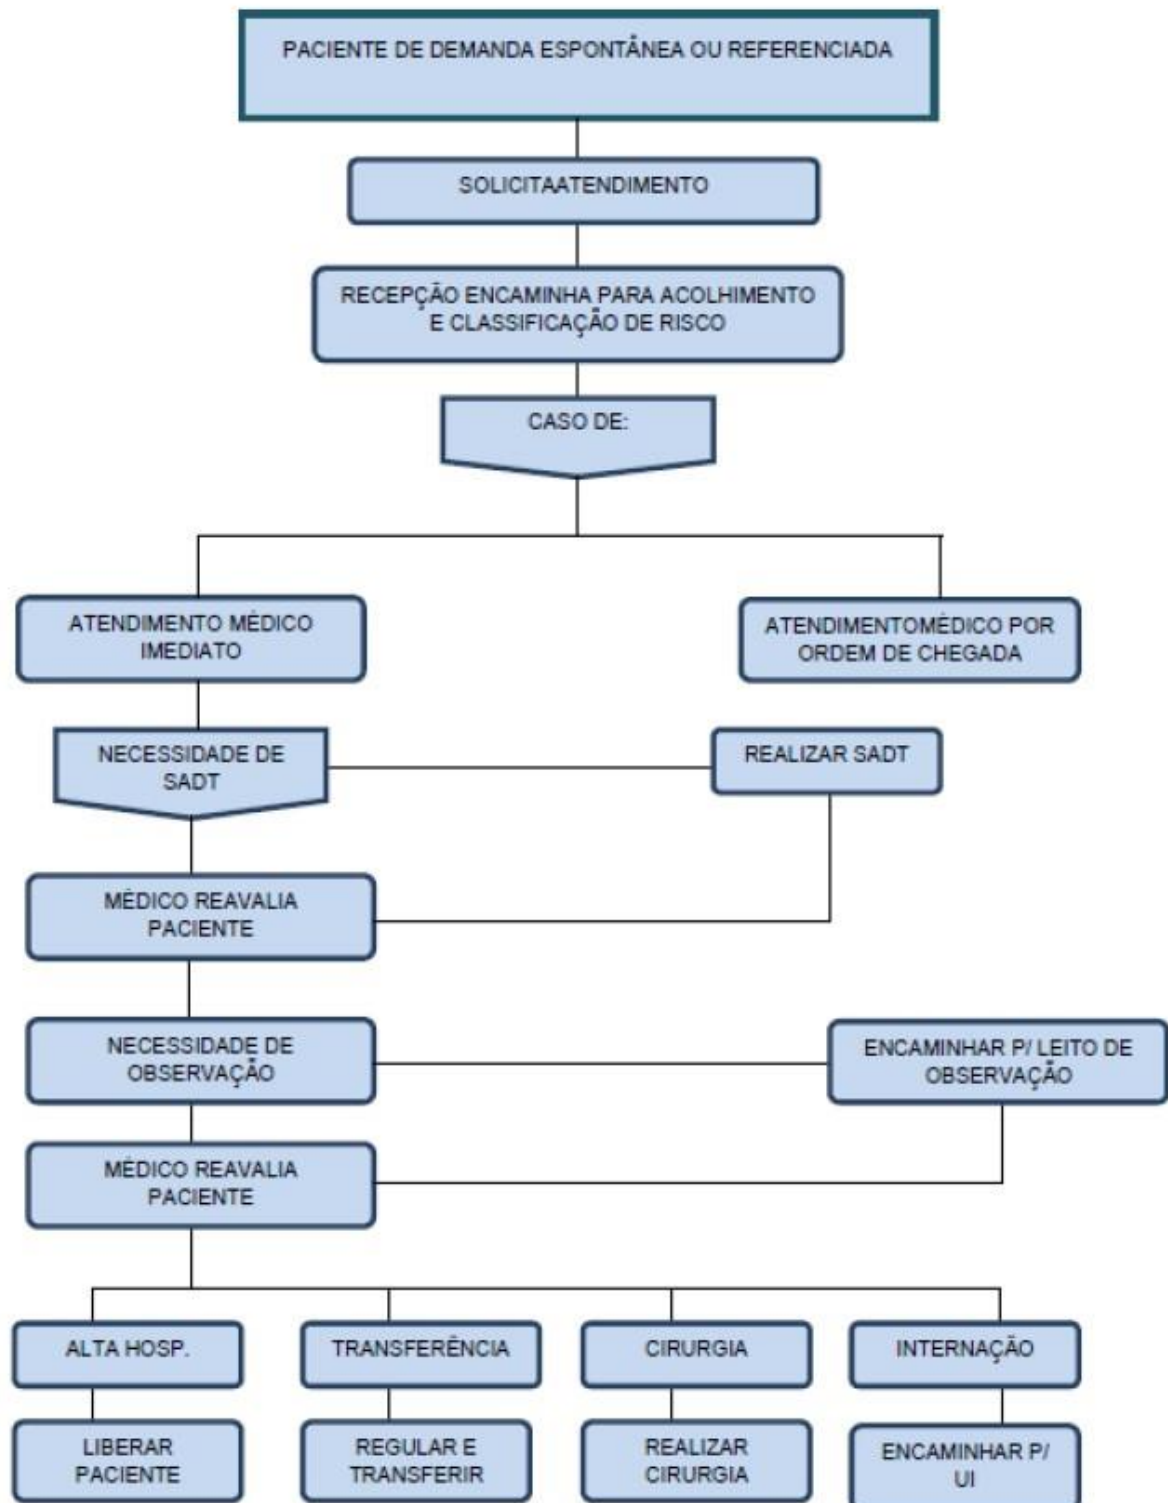 PACIENTE DE DEMANDA ESPONTÂNEA OU REFERENCIADA
SOLICITAATENDIMENTO
RECEPÇÃO ENCAMINHA PARA ACOLHIMENTO
E CLASSIFICAÇÃO DE RISCO
CASO DE:
ATENDIMENTO MÉDICO
IMEDIATO
ATENDIMENTOMÉDICO POR
ORDEM DE CHEGADA
NECESSIDADE DE
SADT
REALIZAR SADT
MÉDICO REAVALIA
PACIENTE
NECESSIDADE DE
OBSERVAÇÃO
ENCAMINHAR P/ LEITO DE
OBSERVAÇÃO
MÉDICO REAVALIA
PACIENTE
ALTA HOSP.
TRANSFERÊNCIA
CIRURGIA
INTERNAÇÃO
LIBERAR
PACIENTE
REGULAR E
TRANSFERIR
REALIZAR
CIRURGIA
ENCAMINHAR P/
UI